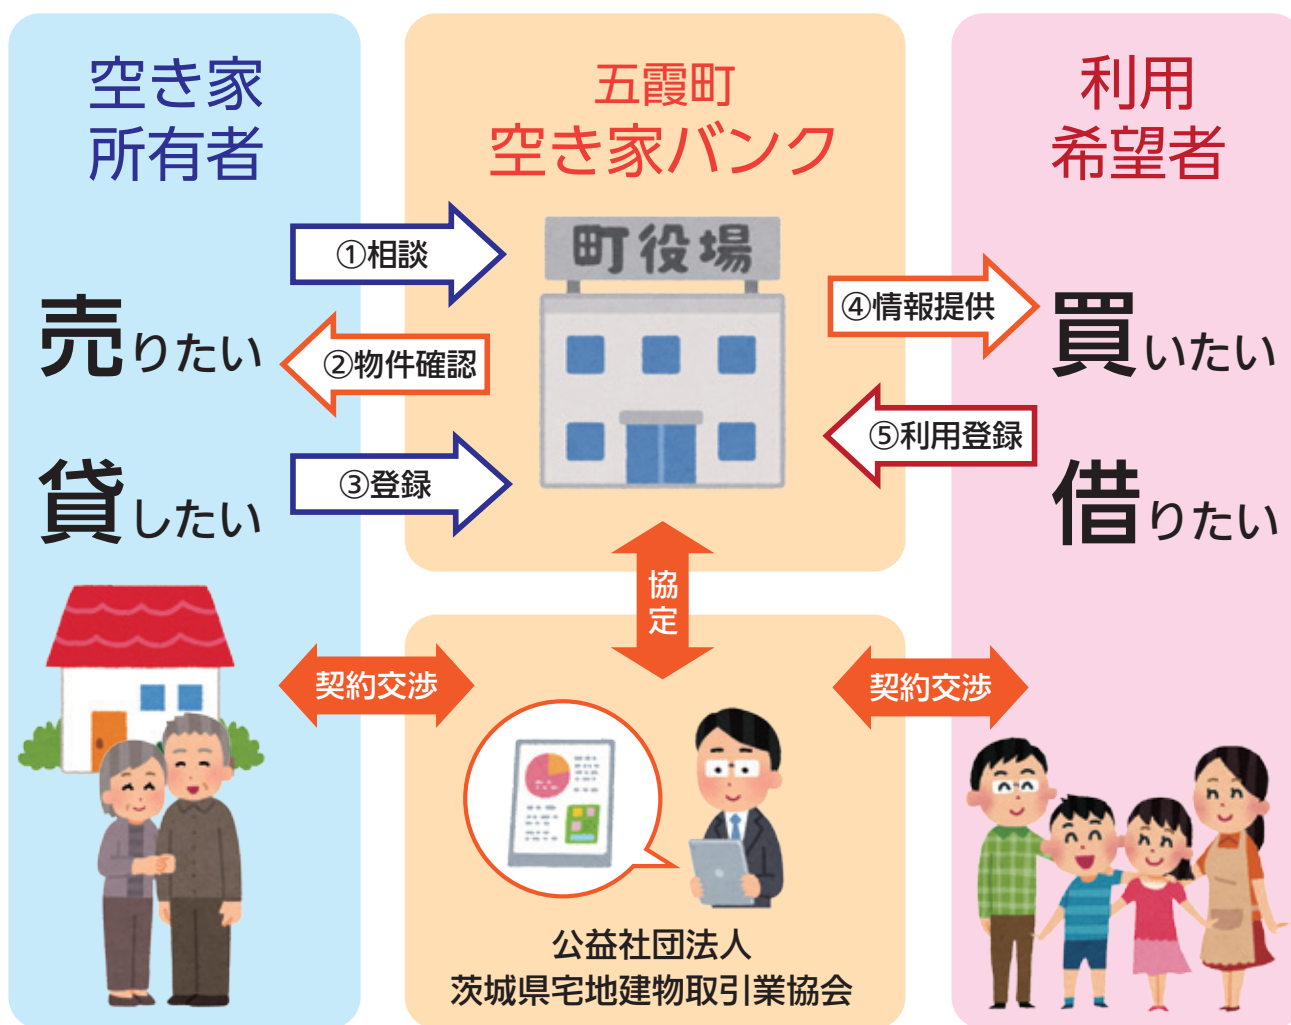 空き家
所有者
売りたい
貸したい
五霞町
空き家バンク
町役場
①相談
②物件確認
③登録
④情報提供
⑤利用登録
利用
希望者
買いたい
借りたい
協定
契約交渉
契約交渉
公益社団法人
茨城県宅地建物取引業協会